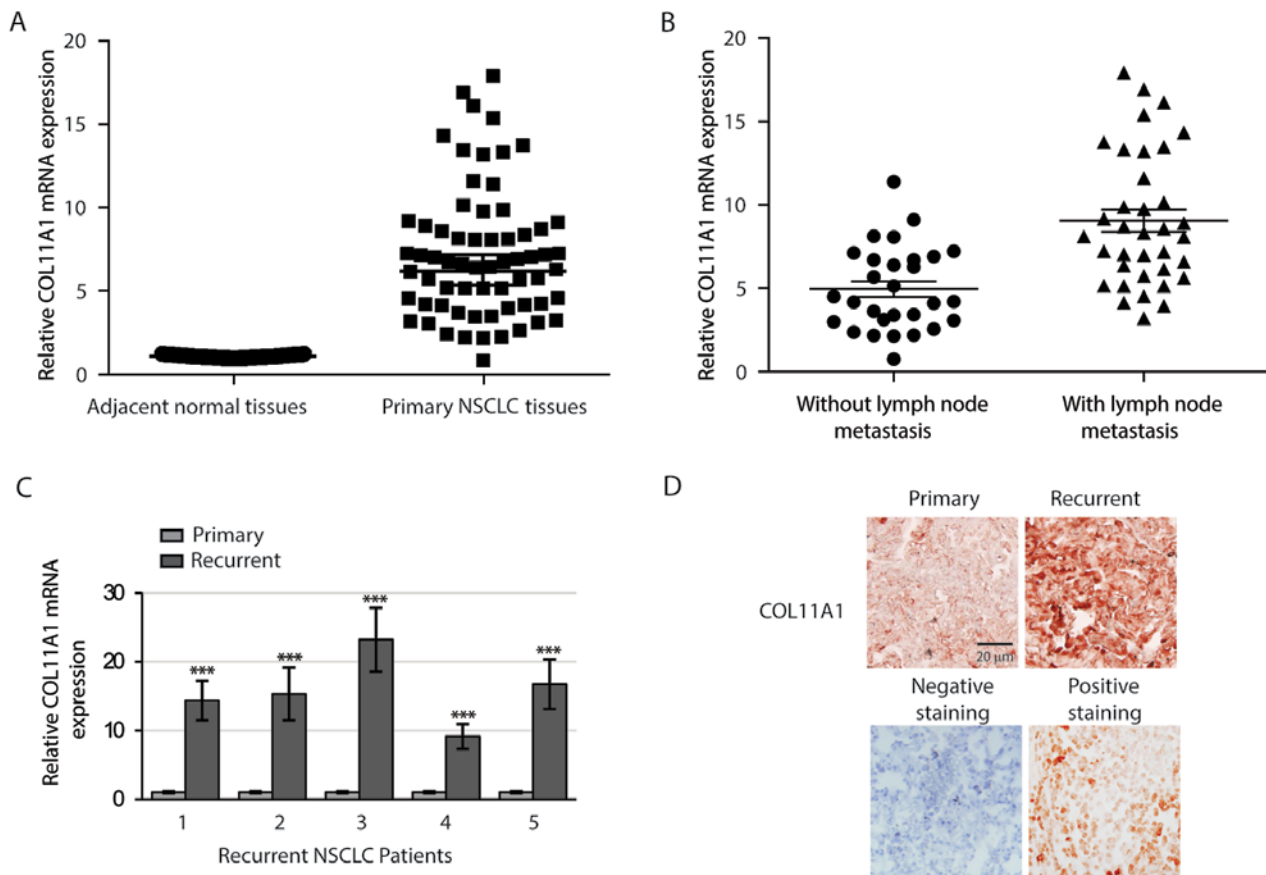 A
Relative COL11A1 mRNA expression
20
15
10
5
0
Adjacent normal tissues
Primary NSCLC tissues
B
Relative COL11A1 mRNA expression
20
15
10
5
0
Without lymph node
metastasis
With lymph node
metastasis
C
Primary
Recurrent
Relative COL11A1 mRNA
expression
30
20
10
0
***
***
***
***
***
1
2
3
4
5
Recurrent NSCLC Patients
D
Primary
Recurrent
COL11A1
20 μm
Negative
staining
Positive
staining